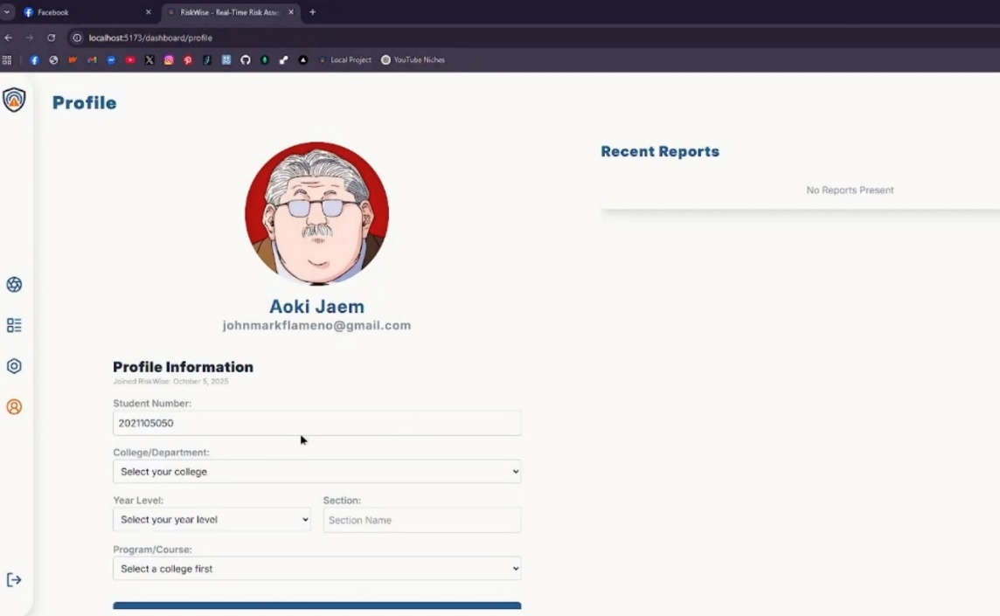 Facebook
RiskWise - Real-Time Risk Asse
localhost:5173/dashboard/profile
Local Project
YouTube Niches
Profile
Aoki Jaem
johnmarkflameno@gmail.com
Profile Information
Joined RiskWise: October 5, 2025
Student Number:
2021105050
College/Department:
Select your college
Year Level:
Section:
Select your year level
Section Name
Program/Course:
Select a college first
Recent Reports
No Reports Present